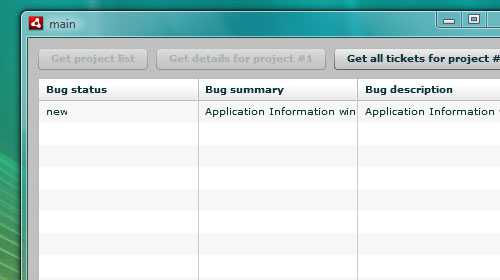 main
Get project list Get details for project #1 Get all tickets for project #
Bug status Bug summary Bug description
new Application Information win Application Information